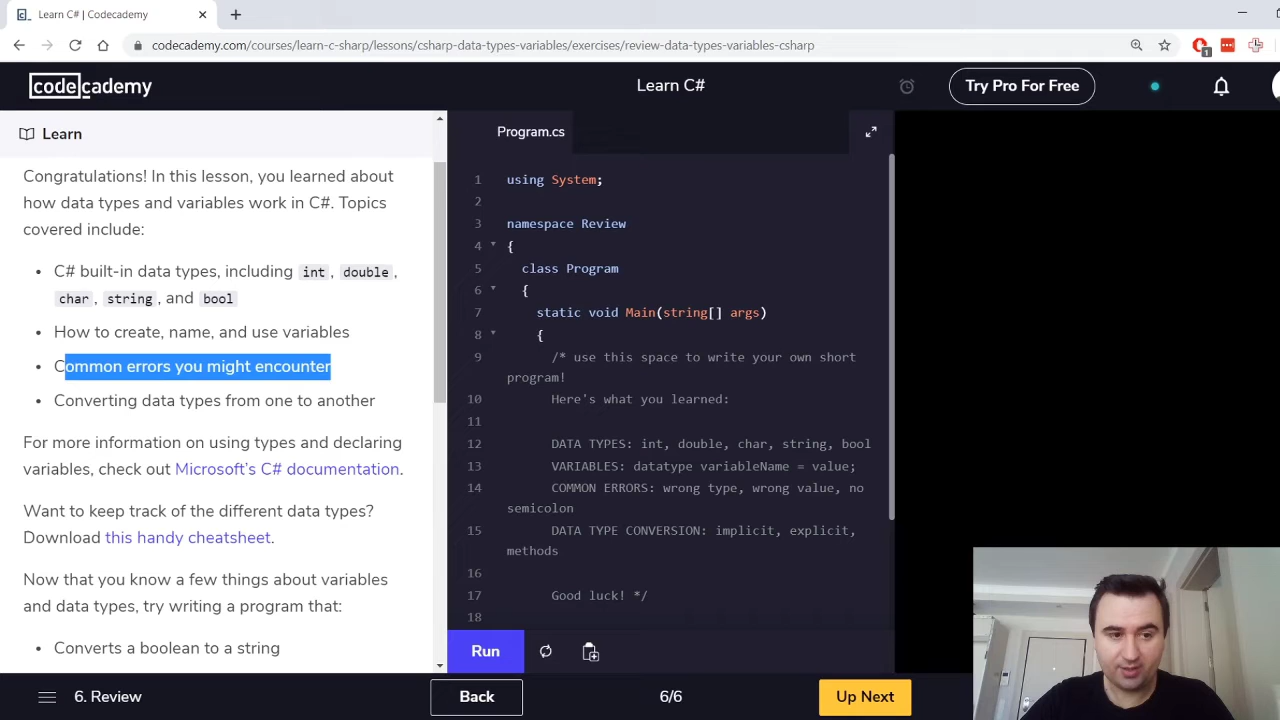 Learn C# | Codecademy
codecademy.com/courses/learn-c-sharp/lessons/csharp-data-types-variables/exercises/review-data-types-variables-csharp
1
codecademy
Learn C#
Try Pro For Free
Learn
Congratulations! In this lesson, you learned about
how data types and variables work in C#. Topics
covered include:
• C# built-in data types, including int, double,
char, string, and bool
• How to create, name, and use variables
• Common errors you might encounter
• Converting data types from one to another
For more information on using types and declaring
variables, check out Microsoft's C# documentation.
Want to keep track of the different data types?
Download this handy cheatsheet.
Now that you know a few things about variables
and data types, try writing a program that:
• Converts a boolean to a string
Program.cs
1 using System;
2
3 namespace Review
4 {
5 class Program
6 {
7 static void Main(string[] args)
8 {
9 /* use this space to write your own short
program!
10 Here's what you learned:
11
12 DATA TYPES: int, double, char, string, bool
13 VARIABLES: datatype variableName = value;
14 COMMON ERRORS: wrong type, wrong value, no
semicolon
15 DATA TYPE CONVERSION: implicit, explicit,
methods
16
17 Good luck! */
18
Run
6. Review
Back
6/6
Up Next